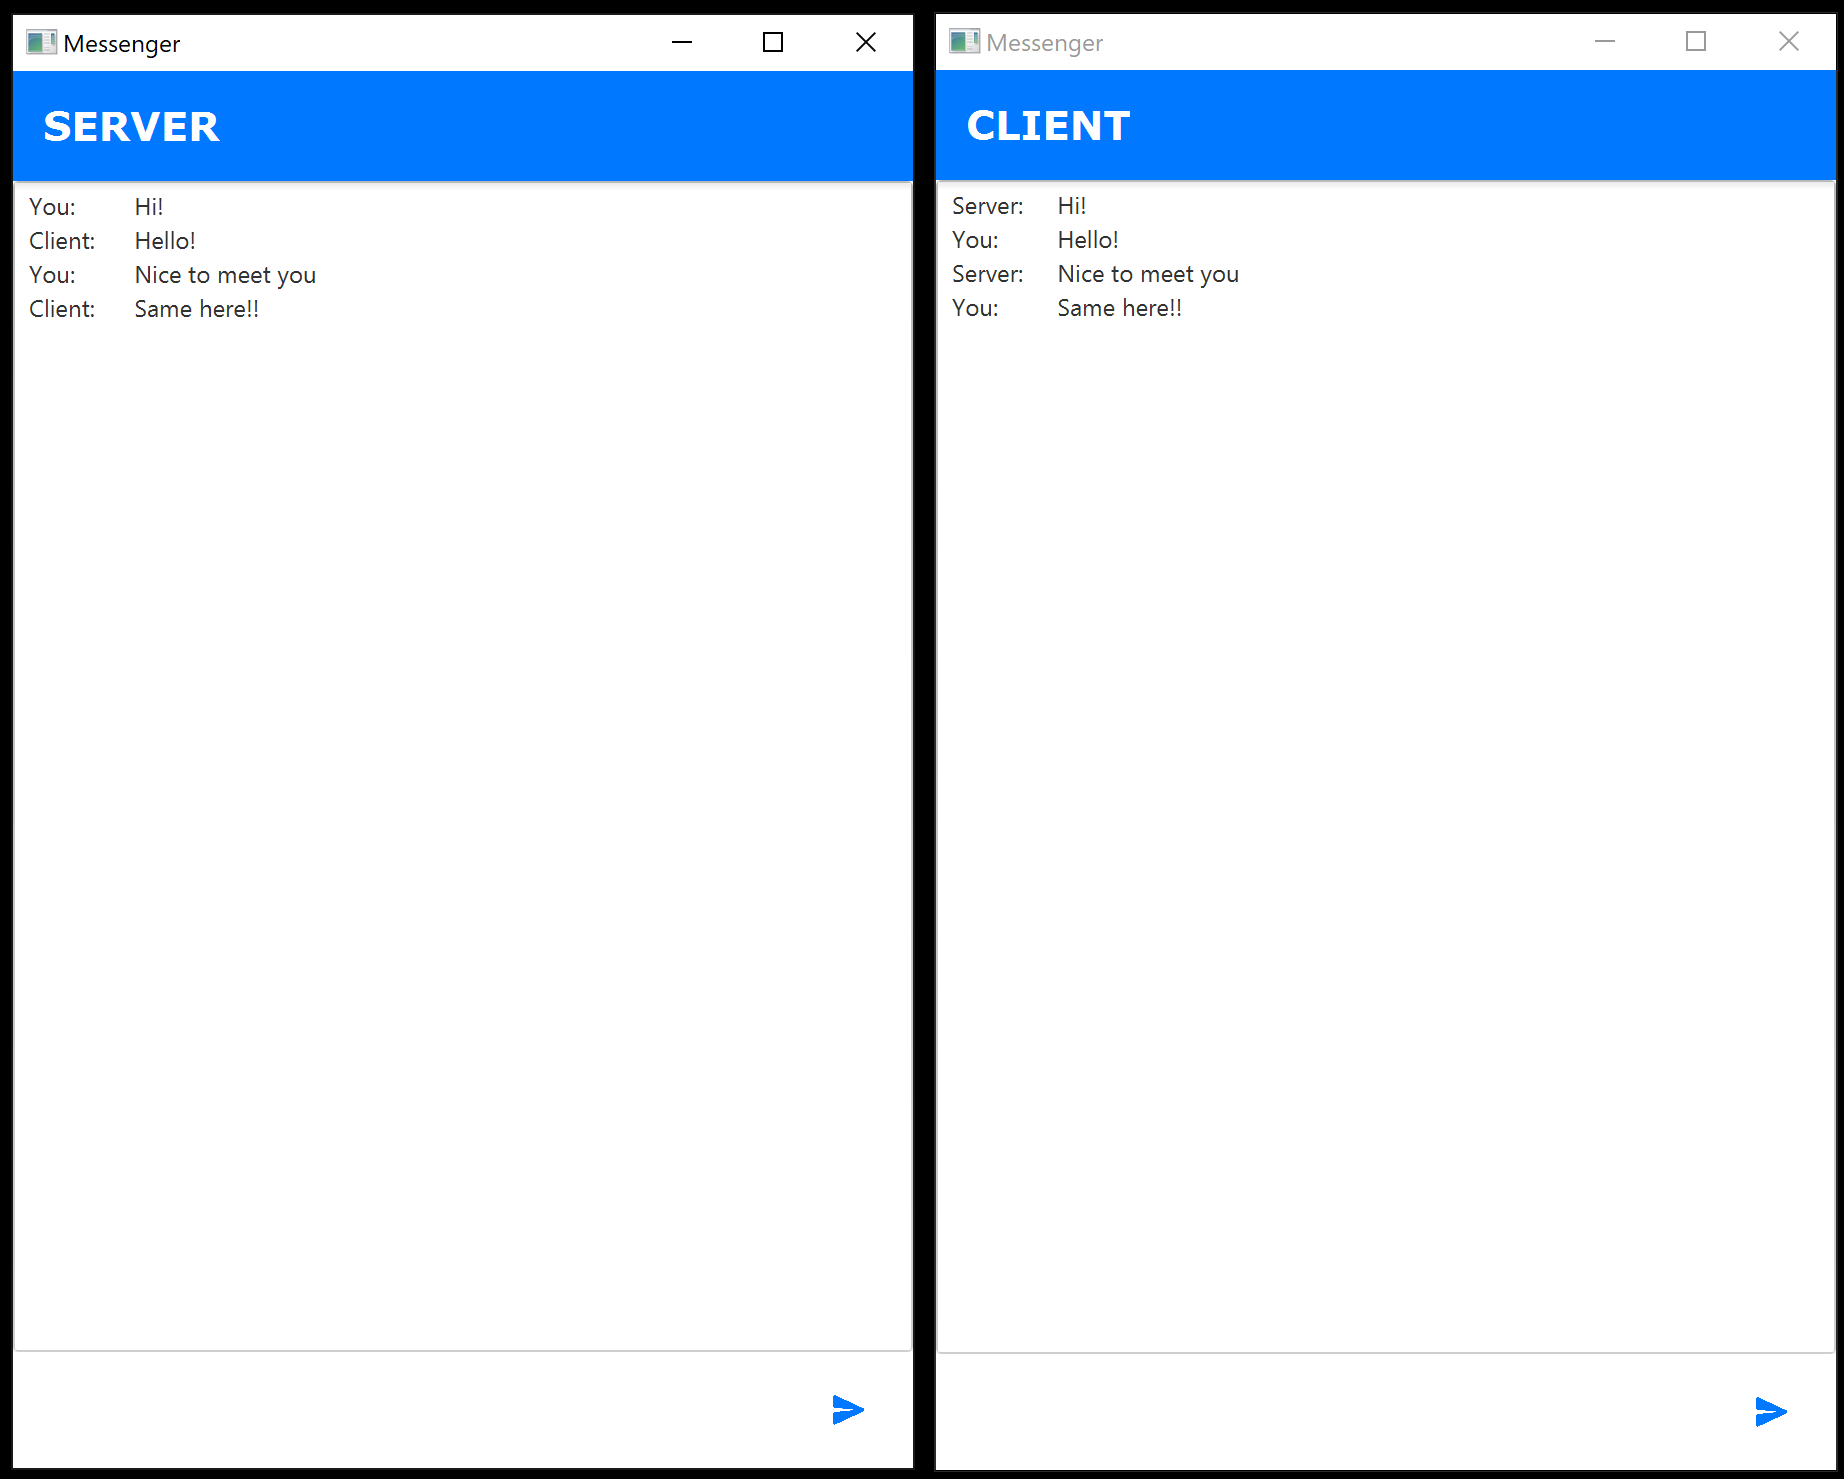 Messenger
SERVER
You: Hi!
Client: Hello!
You: Nice to meet you
Client: Same here!!
Messenger
CLIENT
Server: Hi!
You: Hello!
Server: Nice to meet you
You: Same here!!